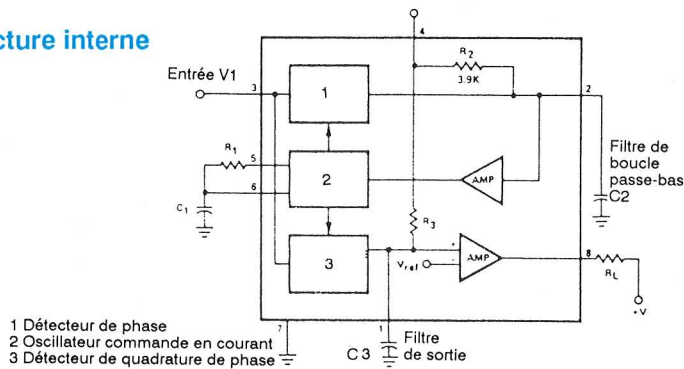 cture interne
4
R2
3.9K
Entrée V1
3
1
2
R1
5
6
2
AMP
Filtre de
boucle
passe-bas
C2
C1
R3
3
Vref
+
-
AMP
8
RL
+V
7
1
C3
Filtre
de sortie
1 Détecteur de phase
2 Oscillateur commande en courant
3 Détecteur de quadrature de phase